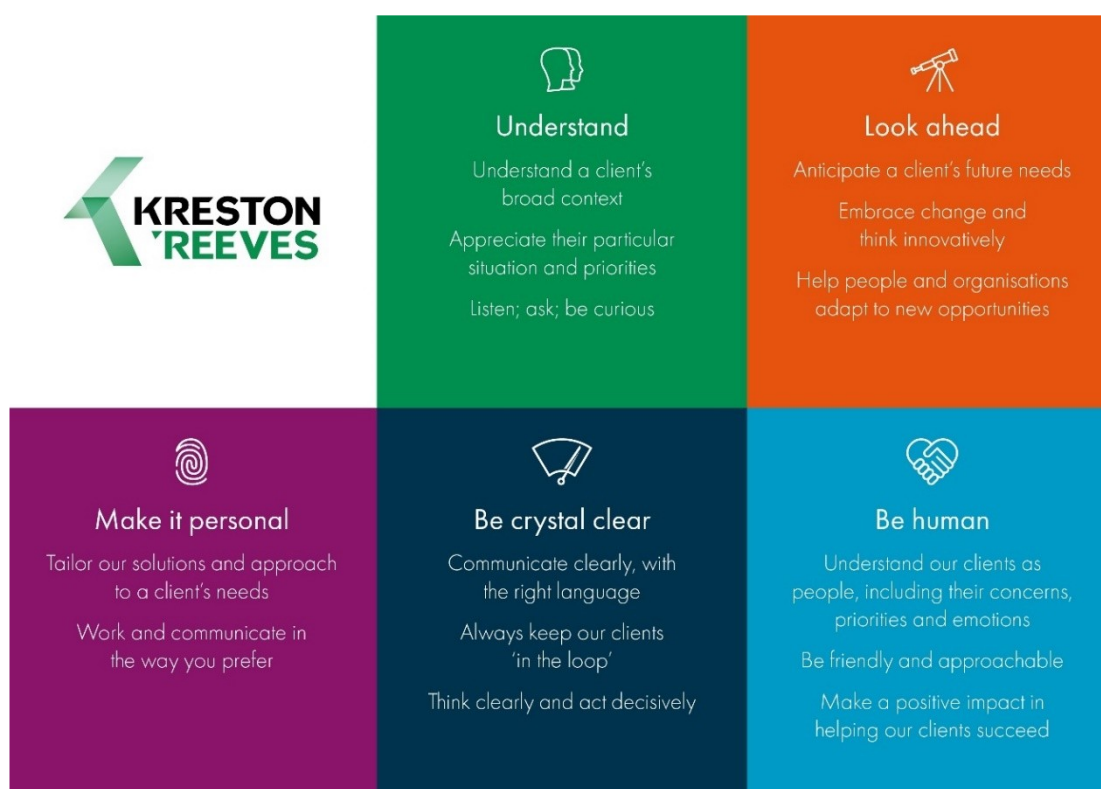 KRESTON
REEVES
Understand
Understand a client's
broad context
Appreciate their particular
situation and priorities
Listen; ask; be curious
Look ahead
Anticipate a client's future needs
Embrace change and
think innovatively
Help people and organisations
adapt to new opportunities
Make it personal
Tailor our solutions and approach
to a client's needs
Work and communicate in
the way you prefer
Be crystal clear
Communicate clearly, with
the right language
Always keep our clients
'in the loop'
Think clearly and act decisively
Be human
Understand our clients as
people, including their concerns,
priorities and emotions
Be friendly and approachable
Make a positive impact in
helping our clients succeed